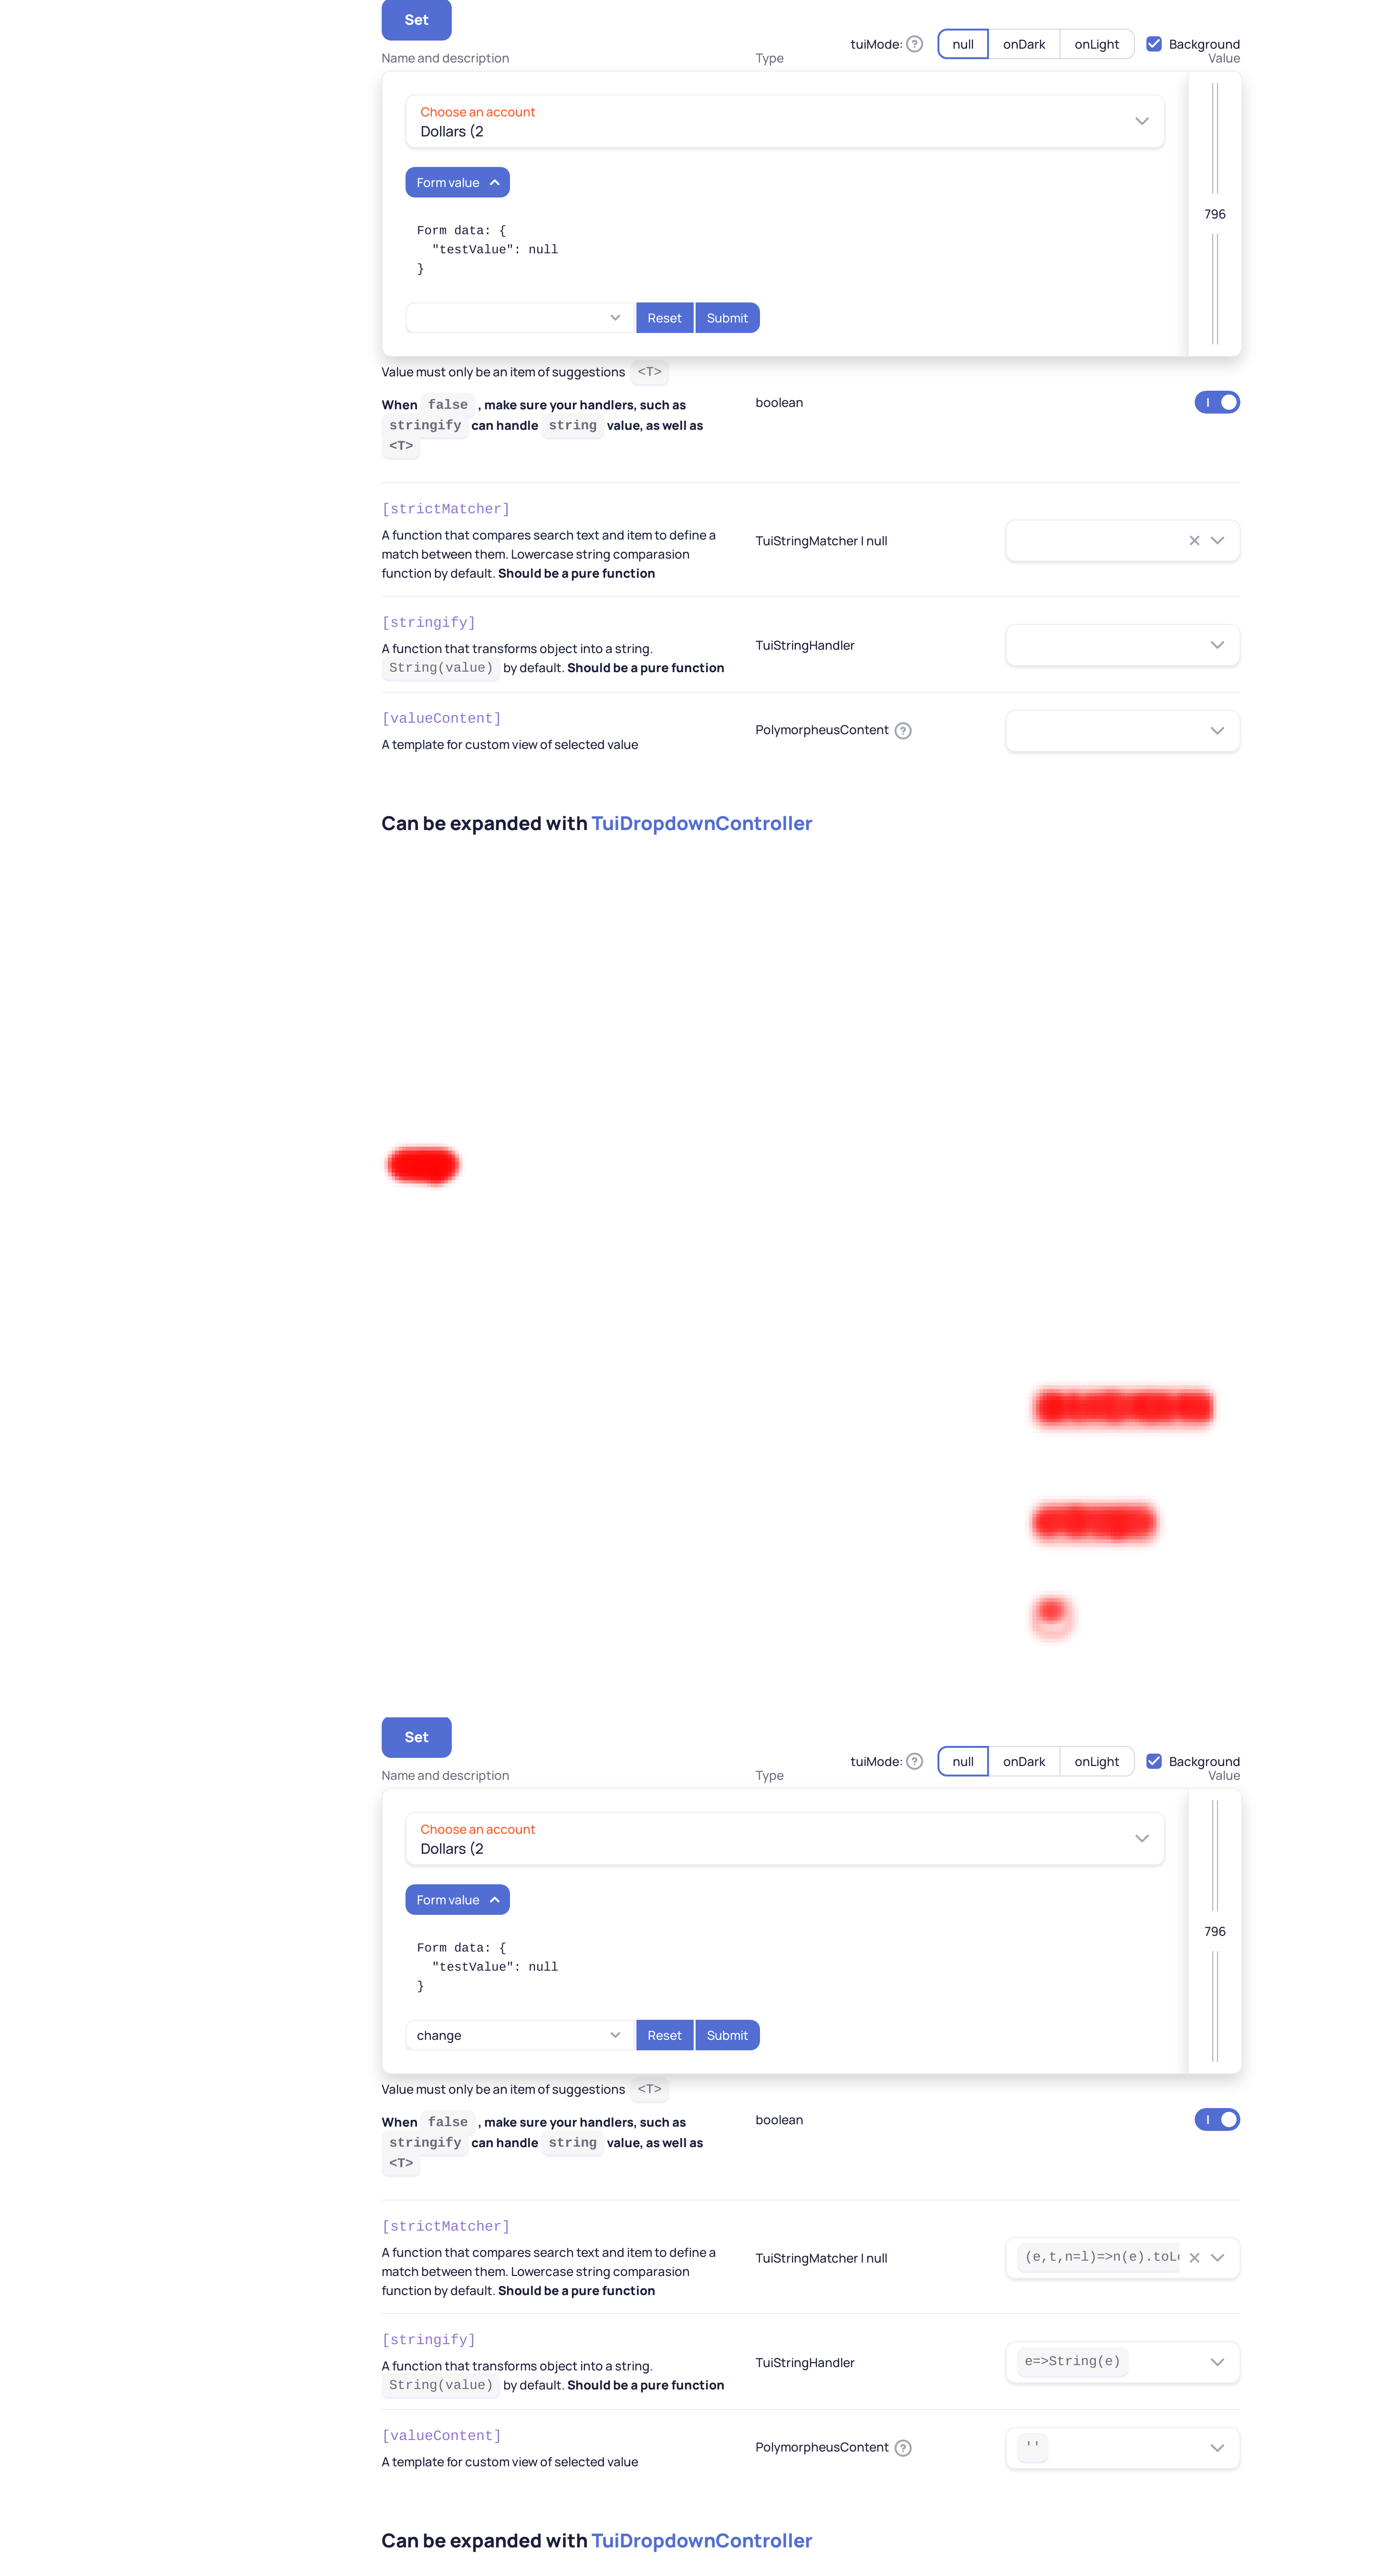 Set
tuiMode: ? null onDark onLight Background
Name and description Type Value
Choose an account
Dollars (2
Form value
796
Form data: {
"testValue": null
}
Reset Submit
Value must only be an item of suggestions <T>
When false , make sure your handlers, such as
stringify can handle string value, as well as
<T>
boolean
[strictMatcher]
A function that compares search text and item to define a
match between them. Lowercase string comparasion
function by default. Should be a pure function
TuiStringMatcher | null
[stringify]
A function that transforms object into a string.
String(value) by default. Should be a pure function
TuiStringHandler
[valueContent]
A template for custom view of selected value
PolymorpheusContent ?
Can be expanded with TuiDropdownController
Set
tuiMode: ? null onDark onLight Background
Name and description Type Value
Choose an account
Dollars (2
Form value
796
Form data: {
"testValue": null
}
change Reset Submit
Value must only be an item of suggestions <T>
When false , make sure your handlers, such as
stringify can handle string value, as well as
<T>
boolean
[strictMatcher]
A function that compares search text and item to define a
match between them. Lowercase string comparasion
function by default. Should be a pure function
TuiStringMatcher | null
(e,t,n=l)=>n(e).toL
[stringify]
A function that transforms object into a string.
String(value) by default. Should be a pure function
TuiStringHandler
e=>String(e)
[valueContent]
A template for custom view of selected value
PolymorpheusContent ?
''
Can be expanded with TuiDropdownController